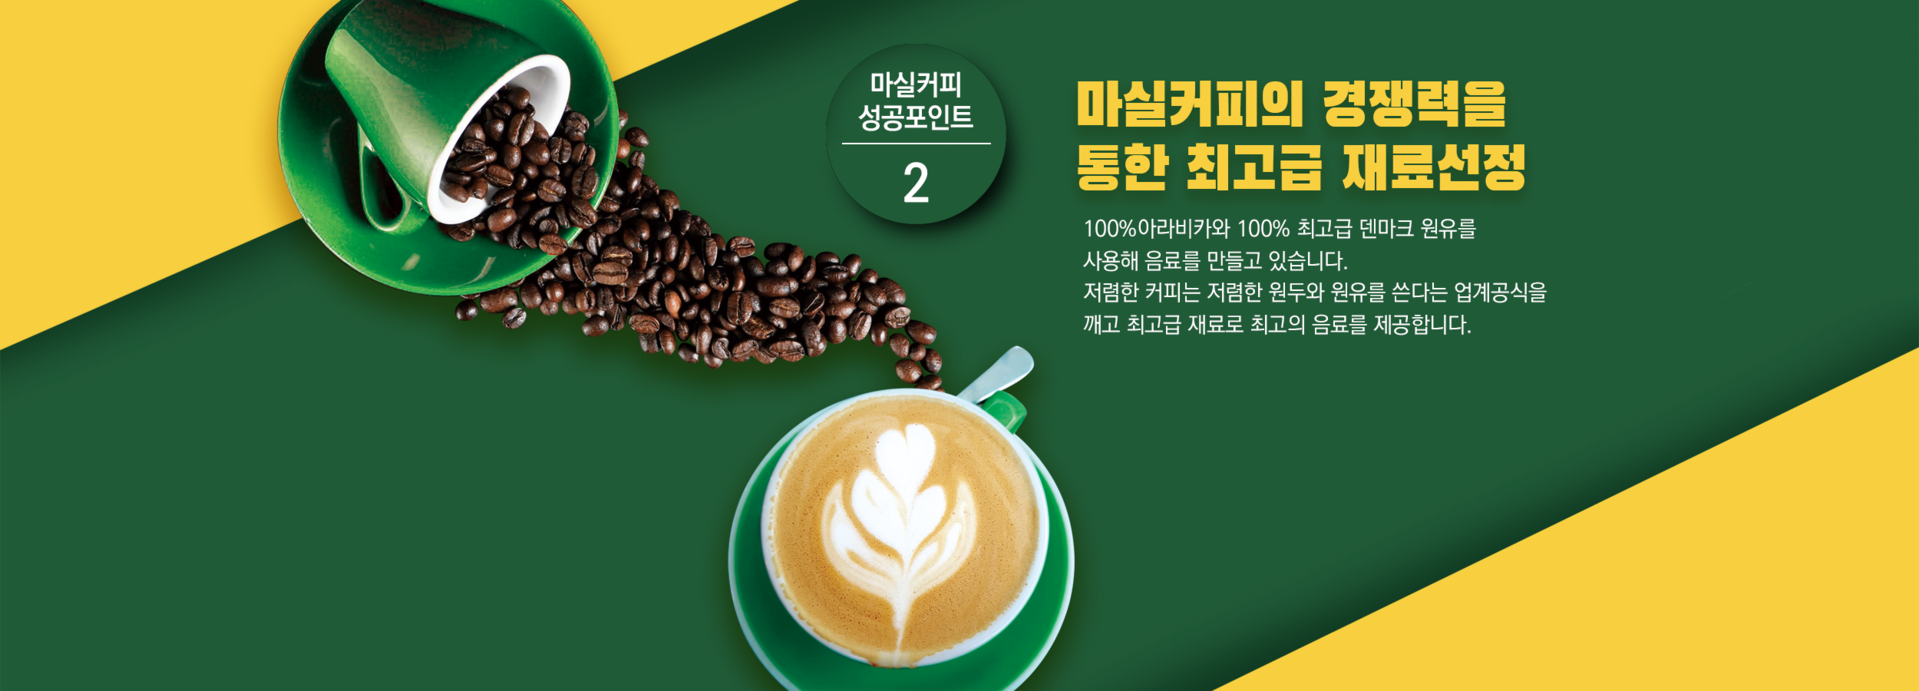 마실커피
성공포인트
2
마실커피의 경쟁력을
통한 최고급 재료선정
100%아라비카와 100% 최고급 덴마크 원유를
사용해 음료를 만들고 있습니다.
저렴한 커피는 저렴한 원두와 원유를 쓴다는 업계공식을
깨고 최고급 재료로 최고의 음료를 제공합니다.